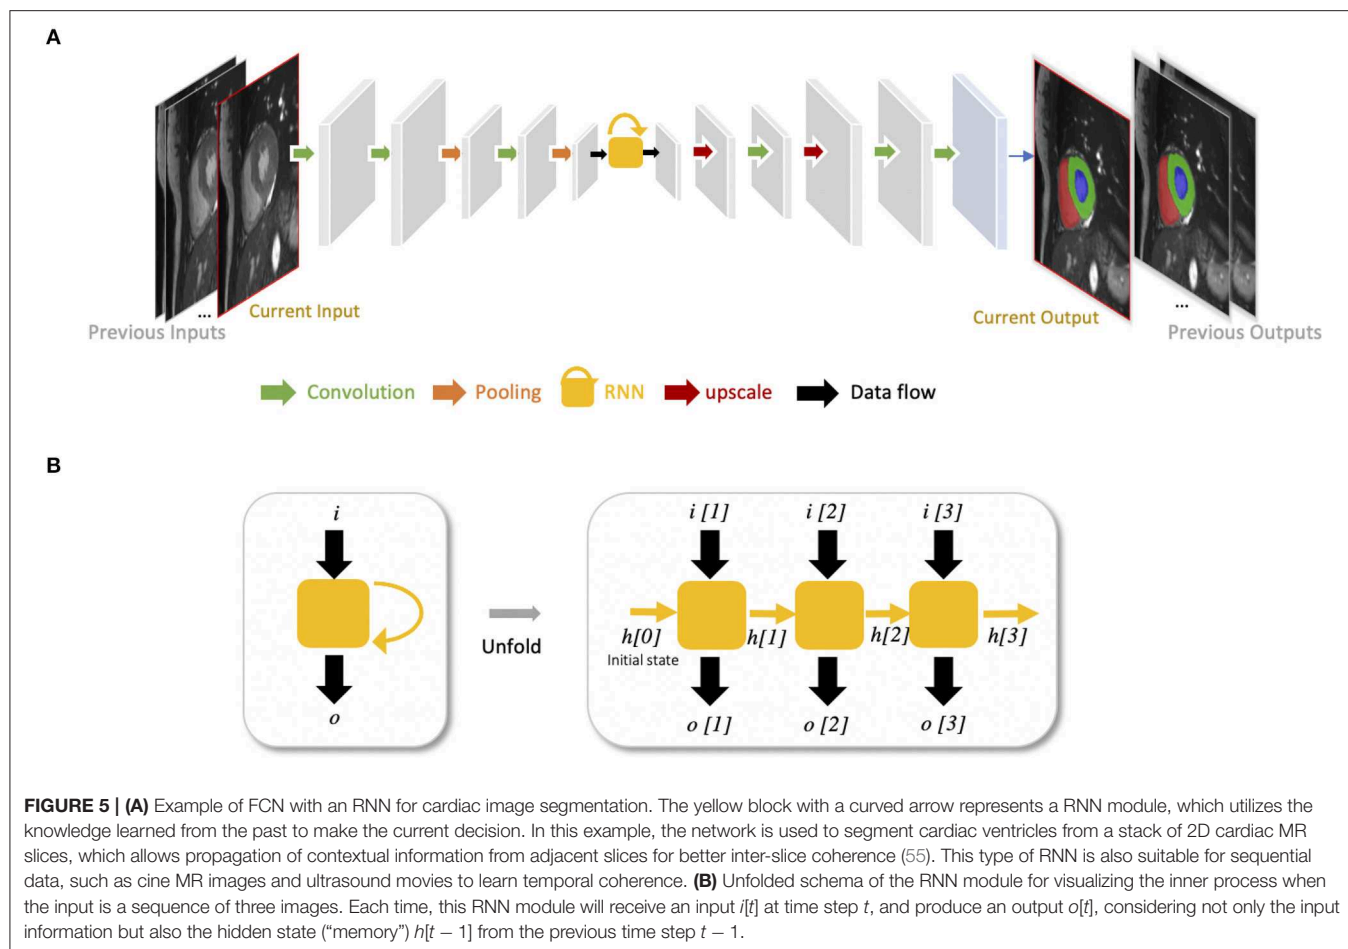 A
...
Current Input
Previous Inputs
...
Current Output
Previous Outputs
Convolution Pooling RNN upscale Data flow
B
i
o
Unfold
i [1] i [2] i [3]
h[0] h[1] h[2] h[3]
Initial state
o [1] o [2] o [3]
FIGURE 5 | (A) Example of FCN with an RNN for cardiac image segmentation. The yellow block with a curved arrow represents a RNN module, which utilizes the
knowledge learned from the past to make the current decision. In this example, the network is used to segment cardiac ventricles from a stack of 2D cardiac MR
slices, which allows propagation of contextual information from adjacent slices for better inter-slice coherence (55). This type of RNN is also suitable for sequential
data, such as cine MR images and ultrasound movies to learn temporal coherence. (B) Unfolded schema of the RNN module for visualizing the inner process when
the input is a sequence of three images. Each time, this RNN module will receive an input i[t] at time step t, and produce an output o[t], considering not only the input
information but also the hidden state (“memory”) h[t − 1] from the previous time step t − 1.